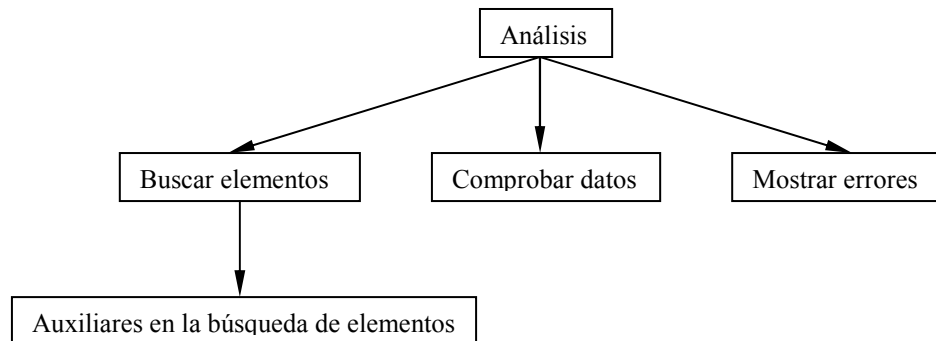 Análisis
Buscar elementos
Comprobar datos
Mostrar errores
Auxiliares en la búsqueda de elementos